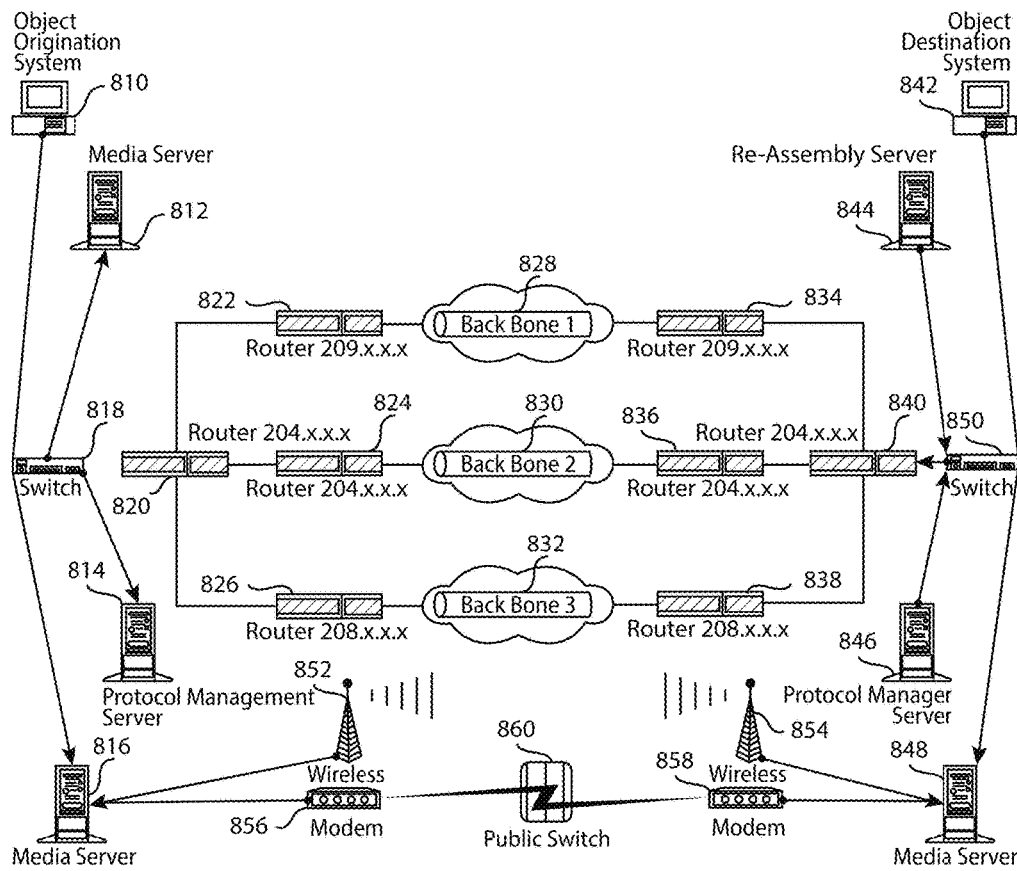 Object
Origination
System
810
Object
Destination
System
842
Media Server
812
Re-Assembly Server
844
822
828
834
Back Bone 1
Router 209.x.x.x
Router 209.x.x.x
818
Router 204.x.x.x
824
830
836
Router 204.x.x.x
840
850
Back Bone 2
Switch
820
Router 204.x.x.x
Router 204.x.x.x
Switch
814
826
832
838
Back Bone 3
Router 208.x.x.x
Router 208.x.x.x
846
Protocol Management
Server
852
Protocol Manager
Server
854
816
860
858
848
Wireless
Wireless
856
Modem
Public Switch
Modem
Media Server
Media Server